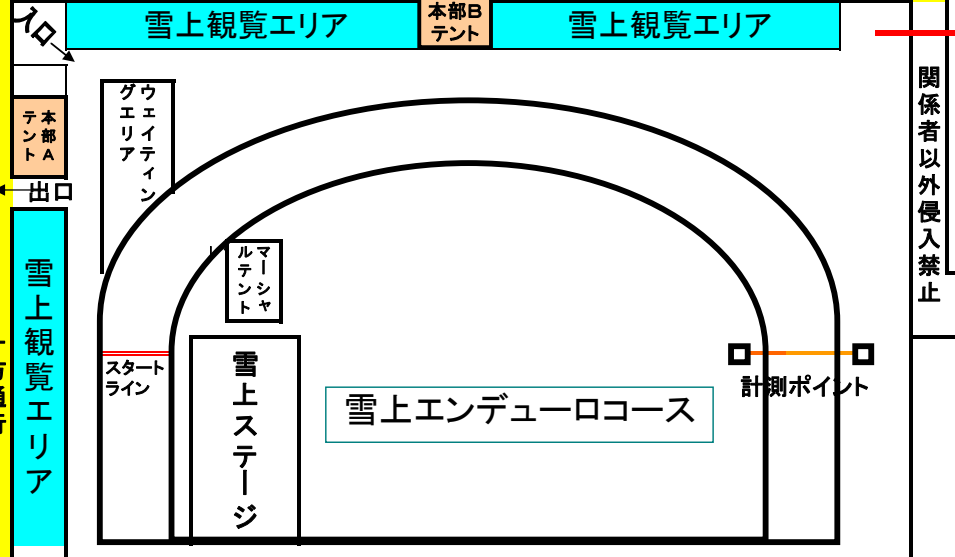 入口
雪上観覧エリア
本部B
テント
雪上観覧エリア
ウェイティン
グエリア
本部A
テント
出口
マーシャ
ルテント
関係者以外侵入禁止
雪上観覧エリア
一方通行
スタート
ライン
雪上ステージ
雪上エンデューロコース
計測ポイント